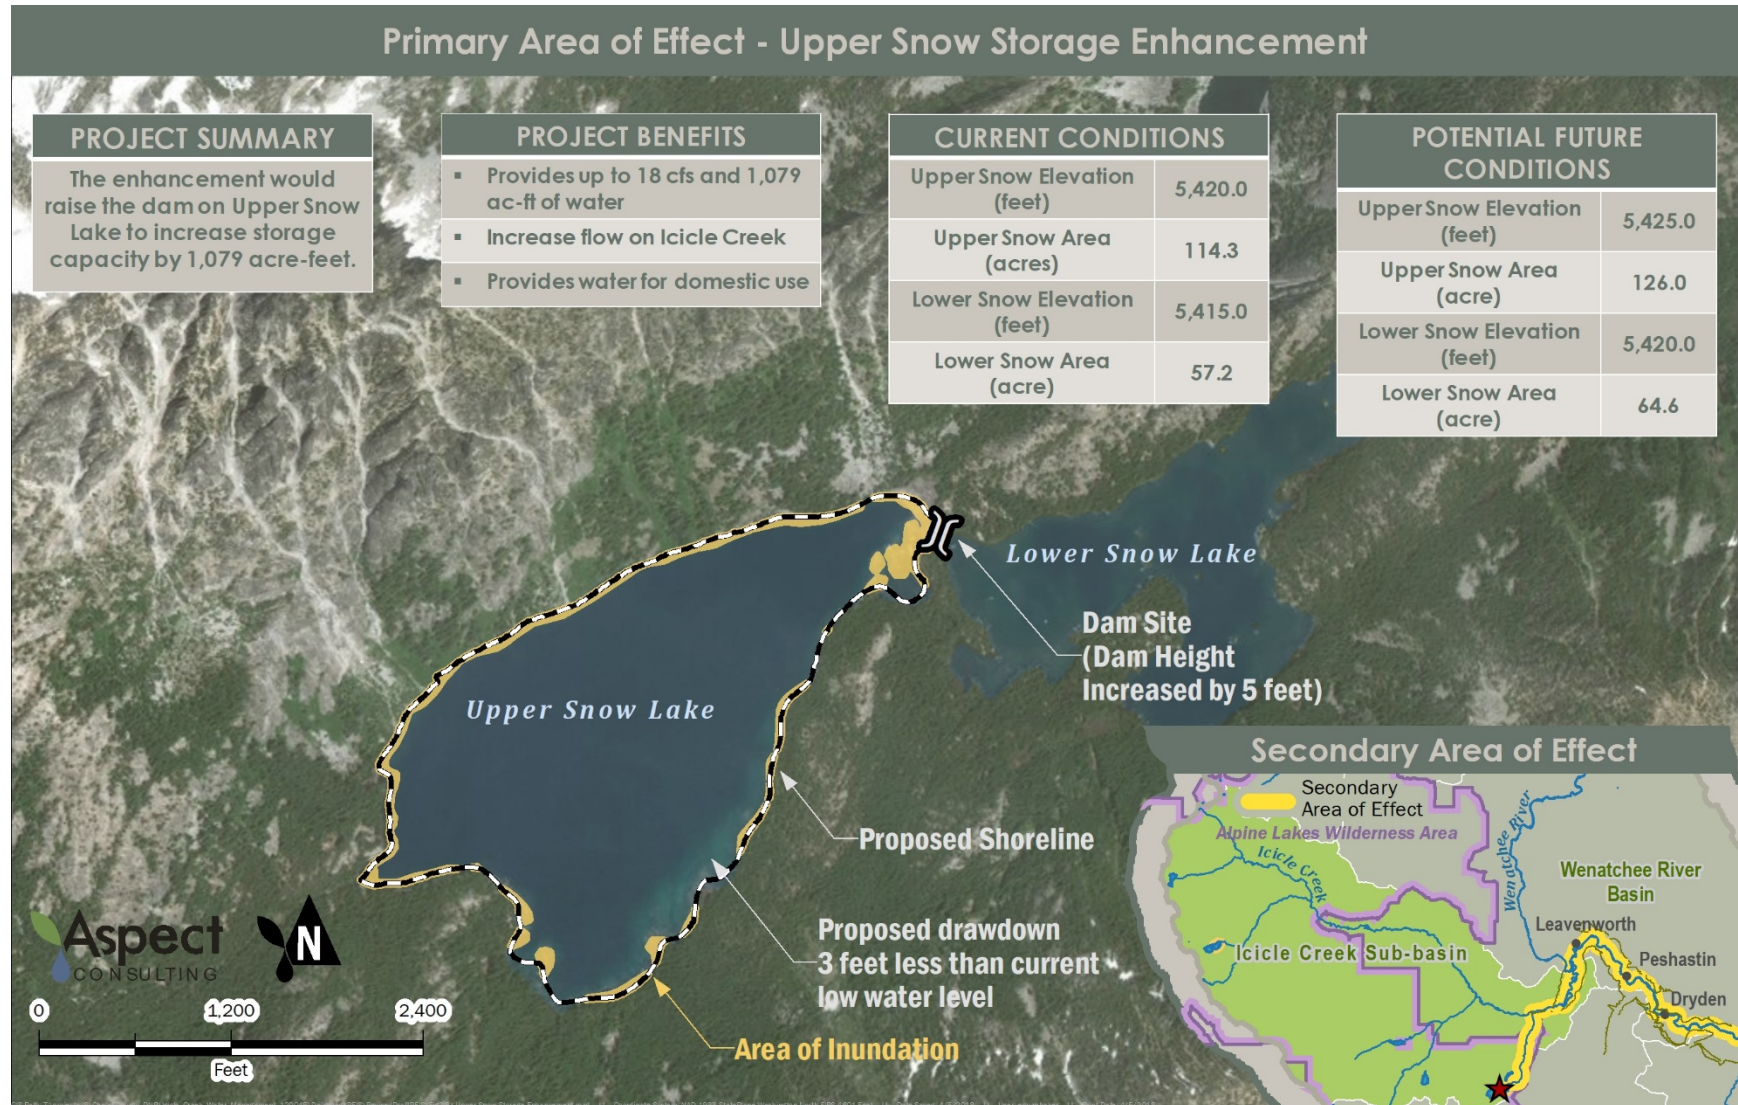 Primary Area of Effect - Upper Snow Storage Enhancement
PROJECT SUMMARY
The enhancement would
raise the dam on Upper Snow
Lake to increase storage
capacity by 1,079 acre-feet.
PROJECT BENEFITS
▪ Provides up to 18 cfs and 1,079
ac-ft of water
▪ Increase flow on Icicle Creek
▪ Provides water for domestic use
CURRENT CONDITIONS
Upper Snow Elevation
(feet)
5,420.0
Upper Snow Area
(acres)
114.3
Lower Snow Elevation
(feet)
5,415.0
Lower Snow Area
(acre)
57.2
POTENTIAL FUTURE
CONDITIONS
Upper Snow Elevation
(feet)
5,425.0
Upper Snow Area
(acre)
126.0
Lower Snow Elevation
(feet)
5,420.0
Lower Snow Area
(acre)
64.6
Lower Snow Lake
Dam Site
(Dam Height
Increased by 5 feet)
Upper Snow Lake
Proposed Shoreline
Proposed drawdown
3 feet less than current
low water level
Area of Inundation
Aspect
CONSULTING
N
0 1,200 2,400
Feet
Secondary Area of Effect
Secondary
Area of Effect
Alpine Lakes Wilderness Area
Icicle Creek
Wenatchee River
Wenatchee River
Basin
Leavenworth
Icicle Creek Sub-basin
Peshastin
Dryden